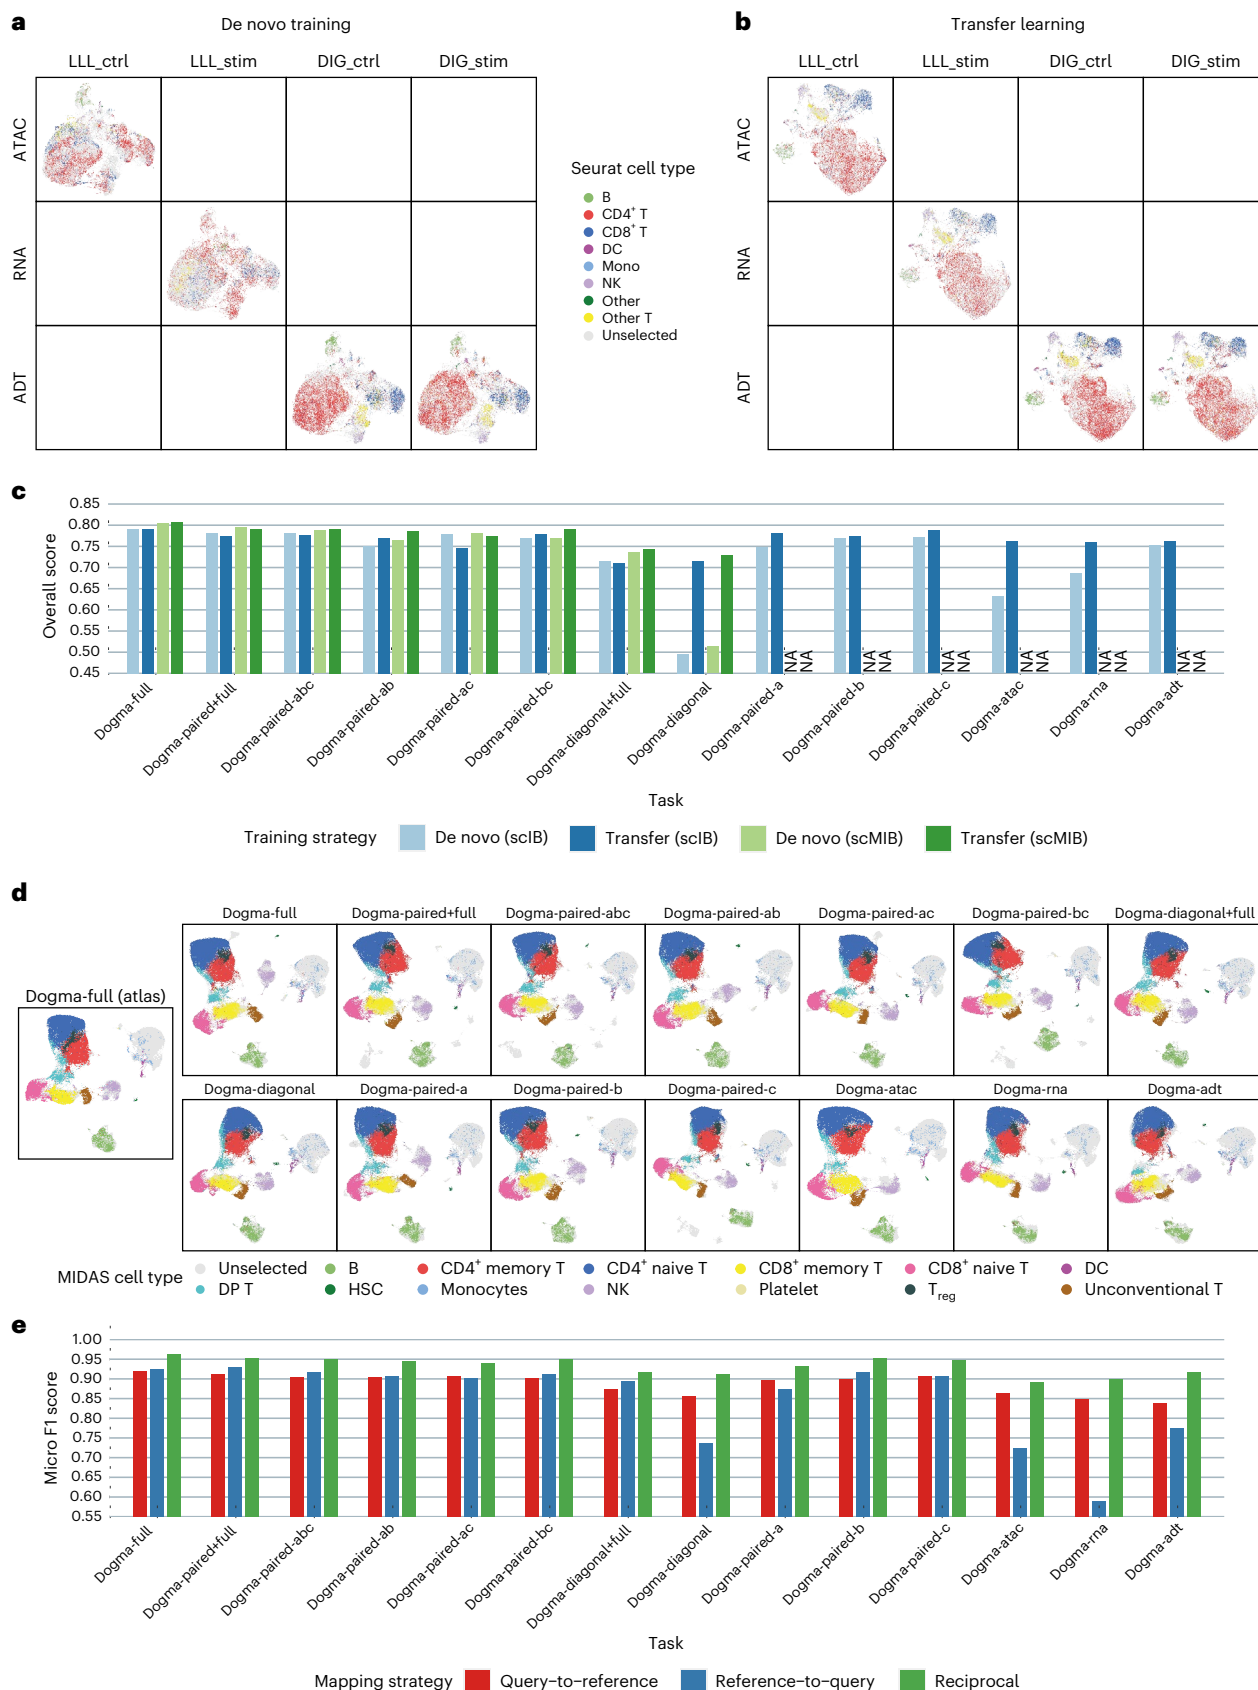 a
De novo training
b
Transfer learning
LLL_ctrl LLL_stim DIG_ctrl DIG_stim
LLL_ctrl LLL_stim DIG_ctrl DIG_stim
ATAC
RNA
ADT
Seurat cell type
B
CD4+ T
CD8+ T
DC
Mono
NK
Other
Other T
Unselected
ATAC
RNA
ADT
c
Overall score
0.85
0.80
0.75
0.70
0.65
0.60
0.55
0.50
0.45
NA NA NA NA NA NA NA NA NA NA NA NA
Dogma-full
Dogma-paired+full
Dogma-paired-abc
Dogma-paired-ab
Dogma-paired-ac
Dogma-paired-bc
Dogma-diagonal+full
Dogma-diagonal
Dogma-paired-a
Dogma-paired-b
Dogma-paired-c
Dogma-atac
Dogma-rna
Dogma-adt
Task
Training strategy De novo (scIB) Transfer (scIB) De novo (scMIB) Transfer (scMIB)
d
Dogma-full (atlas)
Dogma-full Dogma-paired+full Dogma-paired-abc Dogma-paired-ab Dogma-paired-ac Dogma-paired-bc Dogma-diagonal+full
Dogma-diagonal Dogma-paired-a Dogma-paired-b Dogma-paired-c Dogma-atac Dogma-rna Dogma-adt
MIDAS cell type
Unselected B CD4+ memory T CD4+ naive T CD8+ memory T CD8+ naive T DC
DP T HSC Monocytes NK Platelet Treg Unconventional T
e
Micro F1 score
1.00
0.95
0.90
0.85
0.80
0.75
0.70
0.65
0.60
0.55
Dogma-full
Dogma-paired+full
Dogma-paired-abc
Dogma-paired-ab
Dogma-paired-ac
Dogma-paired-bc
Dogma-diagonal+full
Dogma-diagonal
Dogma-paired-a
Dogma-paired-b
Dogma-paired-c
Dogma-atac
Dogma-rna
Dogma-adt
Task
Mapping strategy Query-to-reference Reference-to-query Reciprocal